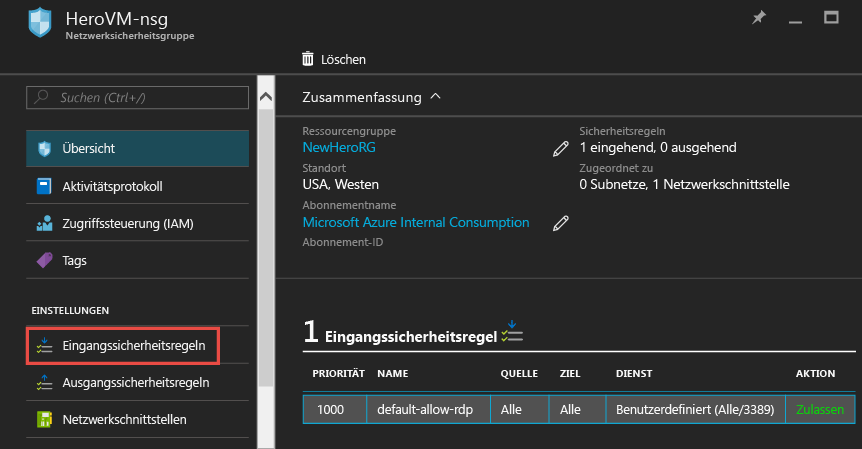 HeroVM-nsg
Netzwerksicherheitsgruppe
Löschen
Suchen (Ctrl+/)
Übersicht
Aktivitätsprotokoll
Zugriffssteuerung (IAM)
Tags
EINSTELLUNGEN
Eingangssicherheitsregeln
Ausgangssicherheitsregeln
Netzwerkschnittstellen
Zusammenfassung
Ressourcengruppe
NewHeroRG
Standort
USA, Westen
Abonnementname
Microsoft Azure Internal Consumption
Abonnement-ID
Sicherheitsregeln
1 eingehend, 0 ausgehend
Zugeordnet zu
0 Subnetze, 1 Netzwerkschnittstelle
1 Eingangssicherheitsregel
PRIORITÄT NAME QUELLE ZIEL DIENST AKTION
1000 default-allow-rdp Alle Alle Benutzerdefiniert (Alle/3389) Zulassen